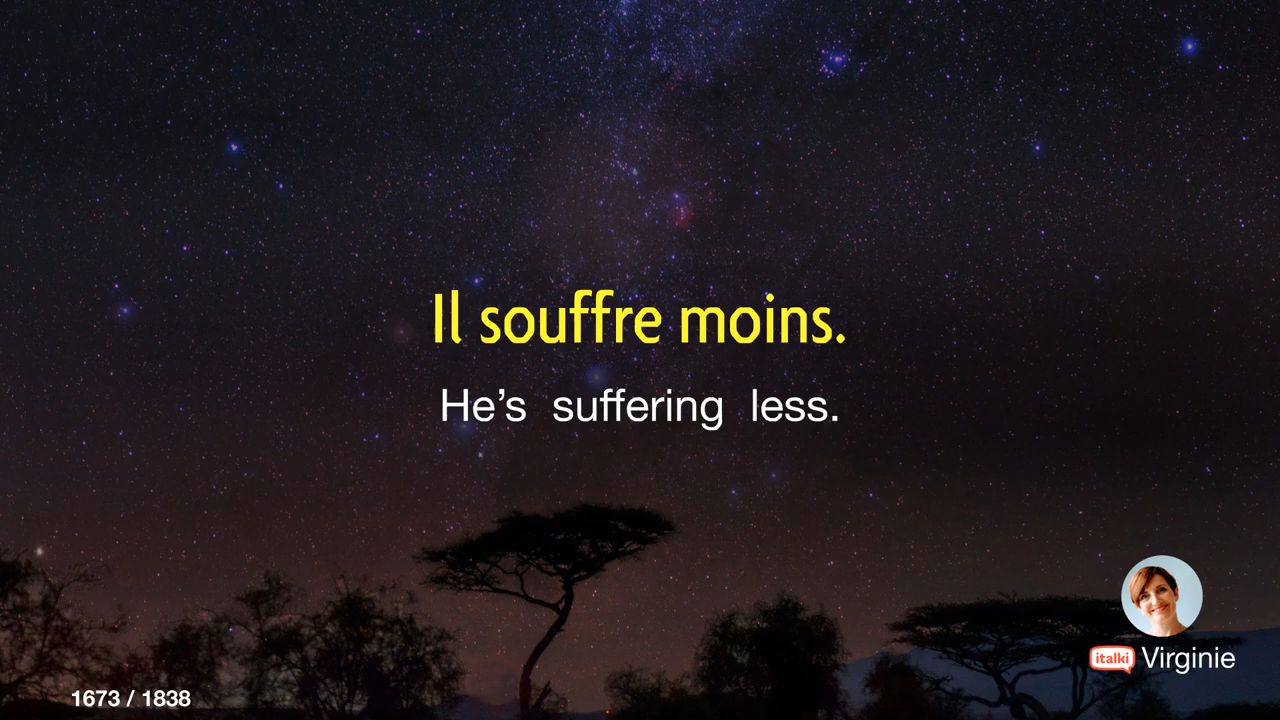 Il souffre moins.
He’s suffering less.
italki Virginie
1673 / 1838